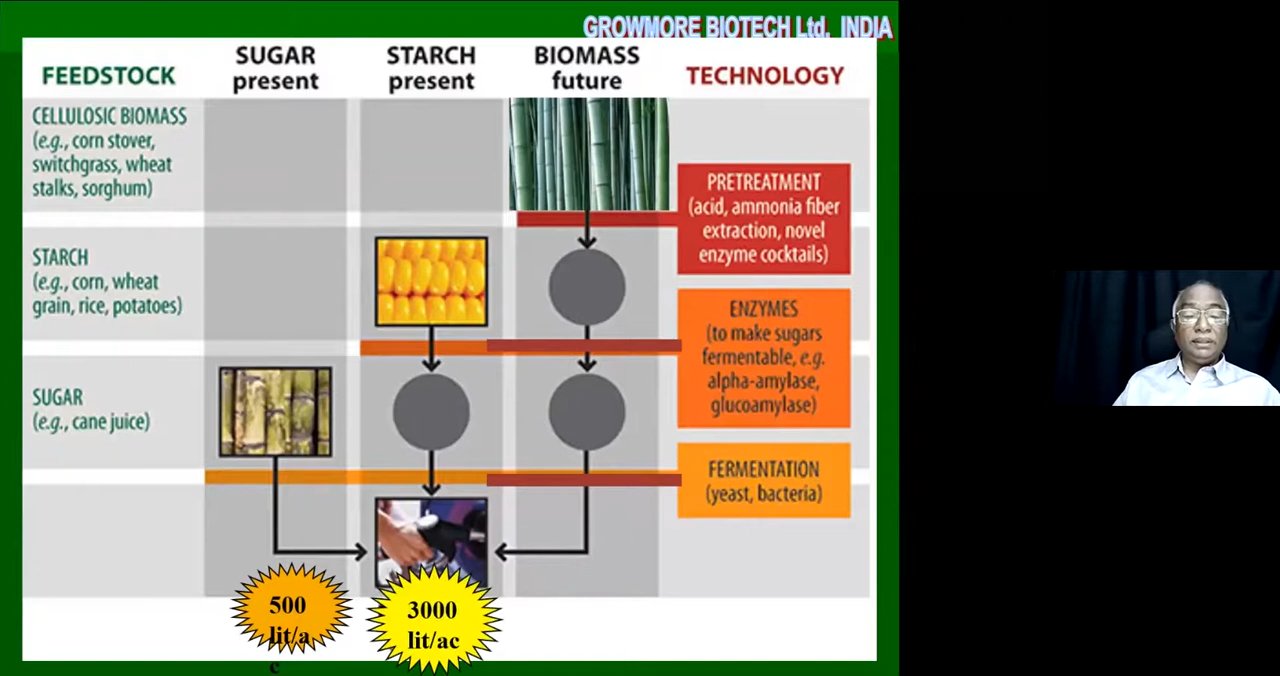 GROWMORE BIOTECH Ltd. INDIA
FEEDSTOCK
SUGAR
present
STARCH
present
BIOMASS
future
TECHNOLOGY
CELLULOSIC BIOMASS
(e.g., corn stover,
switchgrass, wheat
stalks, sorghum)
PRETREATMENT
(acid, ammonia fiber
extraction, novel
enzyme cocktails)
STARCH
(e.g., corn, wheat
grain, rice, potatoes)
ENZYMES
(to make sugars
fermentable, e.g.
alpha-amylase,
glucoamylase)
SUGAR
(e.g., cane juice)
FERMENTATION
(yeast, bacteria)
500
lit/a
c
3000
lit/ac